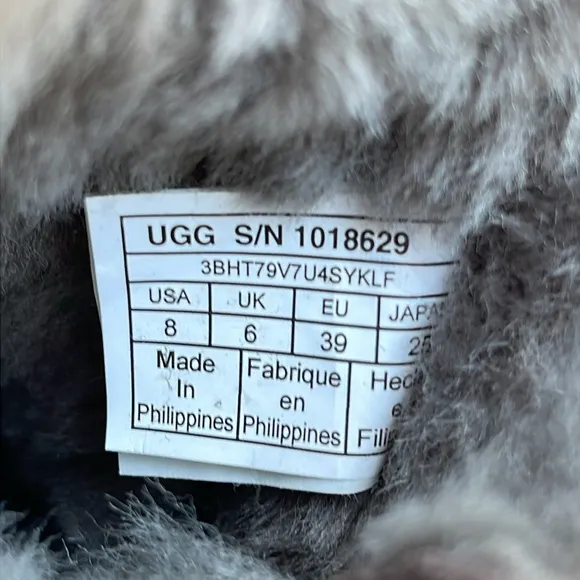 UGG S/N 1018629
3BHT79V7U4SYKLF
USA UK EU
8 6 39
Made Fabrique
In en
Philippines Philippines